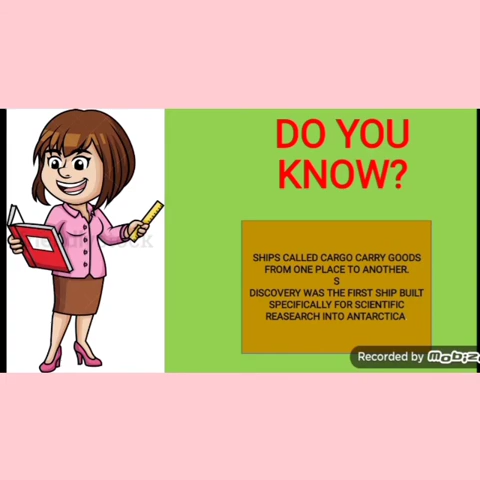 DO YOU
KNOW?
SHIPS CALLED CARGO CARRY GOODS
FROM ONE PLACE TO ANOTHER.
S
DISCOVERY WAS THE FIRST SHIP BUILT
SPECIFICALLY FOR SCIENTIFIC
REASEARCH INTO ANTARCTICA
Recorded by